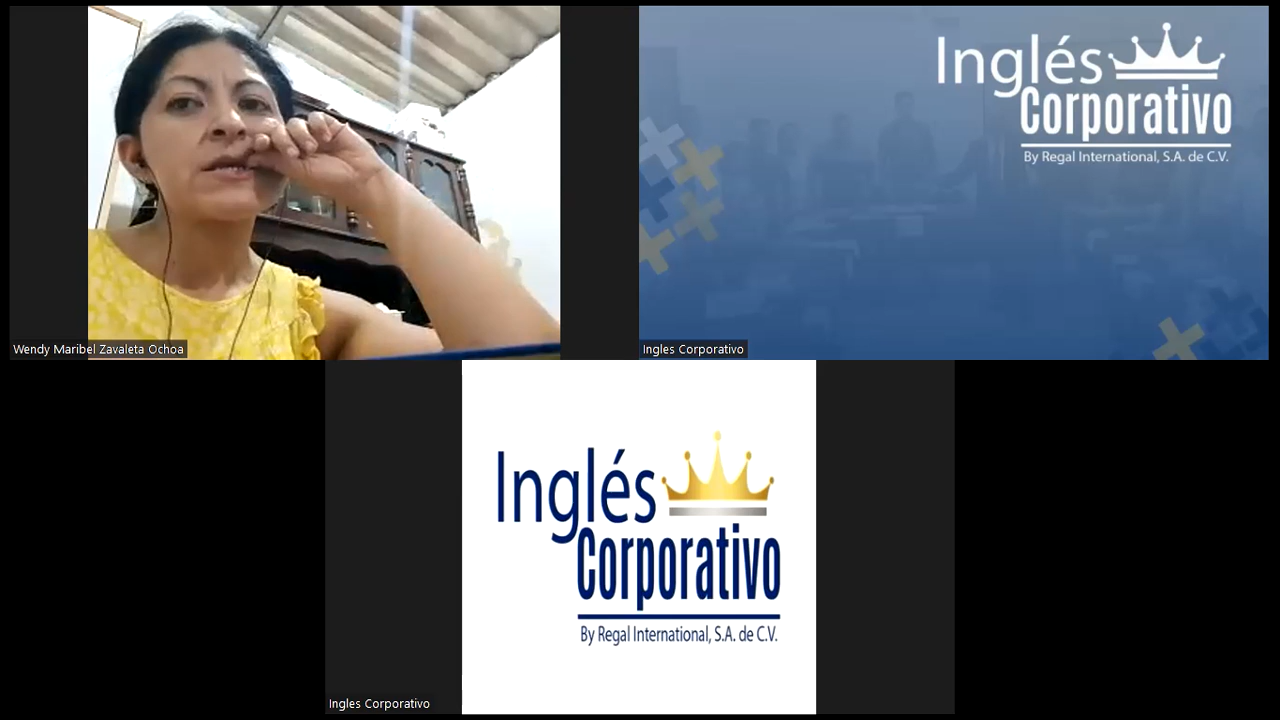 Inglés
Corporativo
By Regal International, S.A. de C.V.
Wendy Maribel Zavaleta Ochoa
Ingles Corporativo
Inglés
Corporativo
By Regal International, S.A. de C.V.
Ingles Corporativo